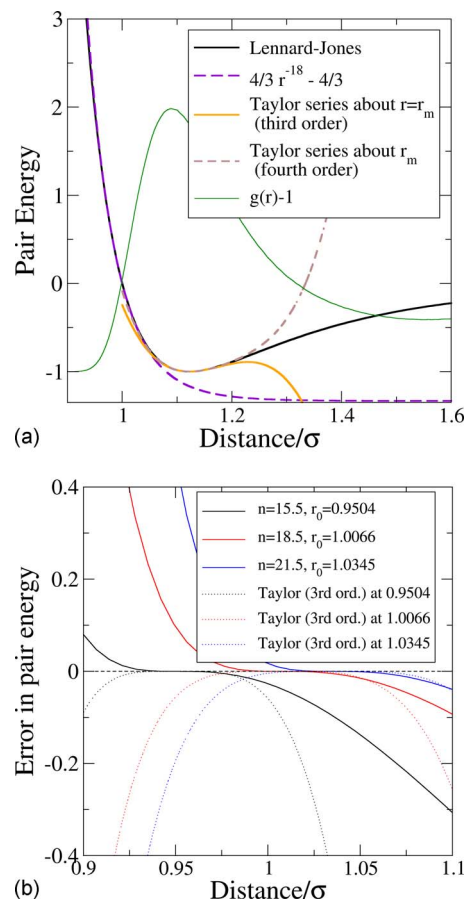 3
2
1
0
-1
Pair Energy
Lennard-Jones
4/3 r^-18 - 4/3
Taylor series about r=r_m
(third order)
Taylor series about r_m
(fourth order)
g(r)-1
1
1.2
1.4
1.6
(a)
Distance/σ
0.4
0.2
0
-0.2
-0.4
Error in pair energy
n=15.5, r_0=0.9504
n=18.5, r_0=1.0066
n=21.5, r_0=1.0345
Taylor (3rd ord.) at 0.9504
Taylor (3rd ord.) at 1.0066
Taylor (3rd ord.) at 1.0345
0.9
0.95
1
1.05
1.1
(b)
Distance/σ